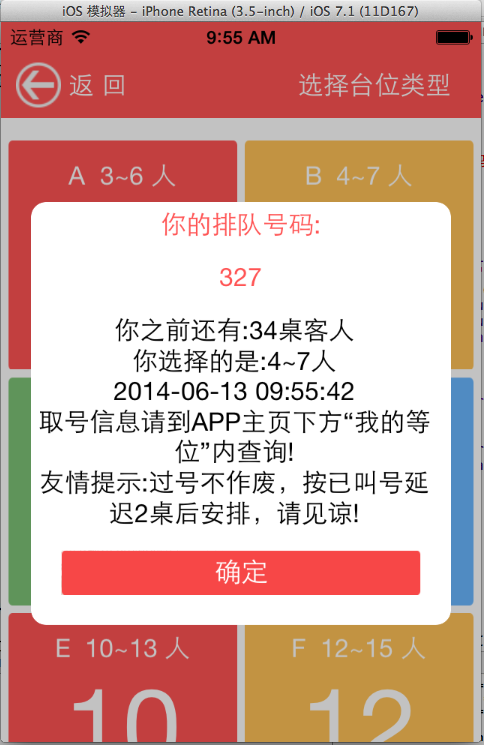 iOS 模拟器 – iPhone Retina (3.5-inch) / iOS 7.1 (11D167)
运营商 9:55 AM
返 回 选择台位类型
A 3~6 人 B 4~7 人
你的排队号码:
327
你之前还有:34桌客人
你选择的是:4~7人
2014-06-13 09:55:42
取号信息请到APP主页下方“我的等
位”内查询!
友情提示:过号不作废，按已叫号延
迟2桌后安排，请见谅!
确定
E 10~13 人 F 12~15 人
10 12